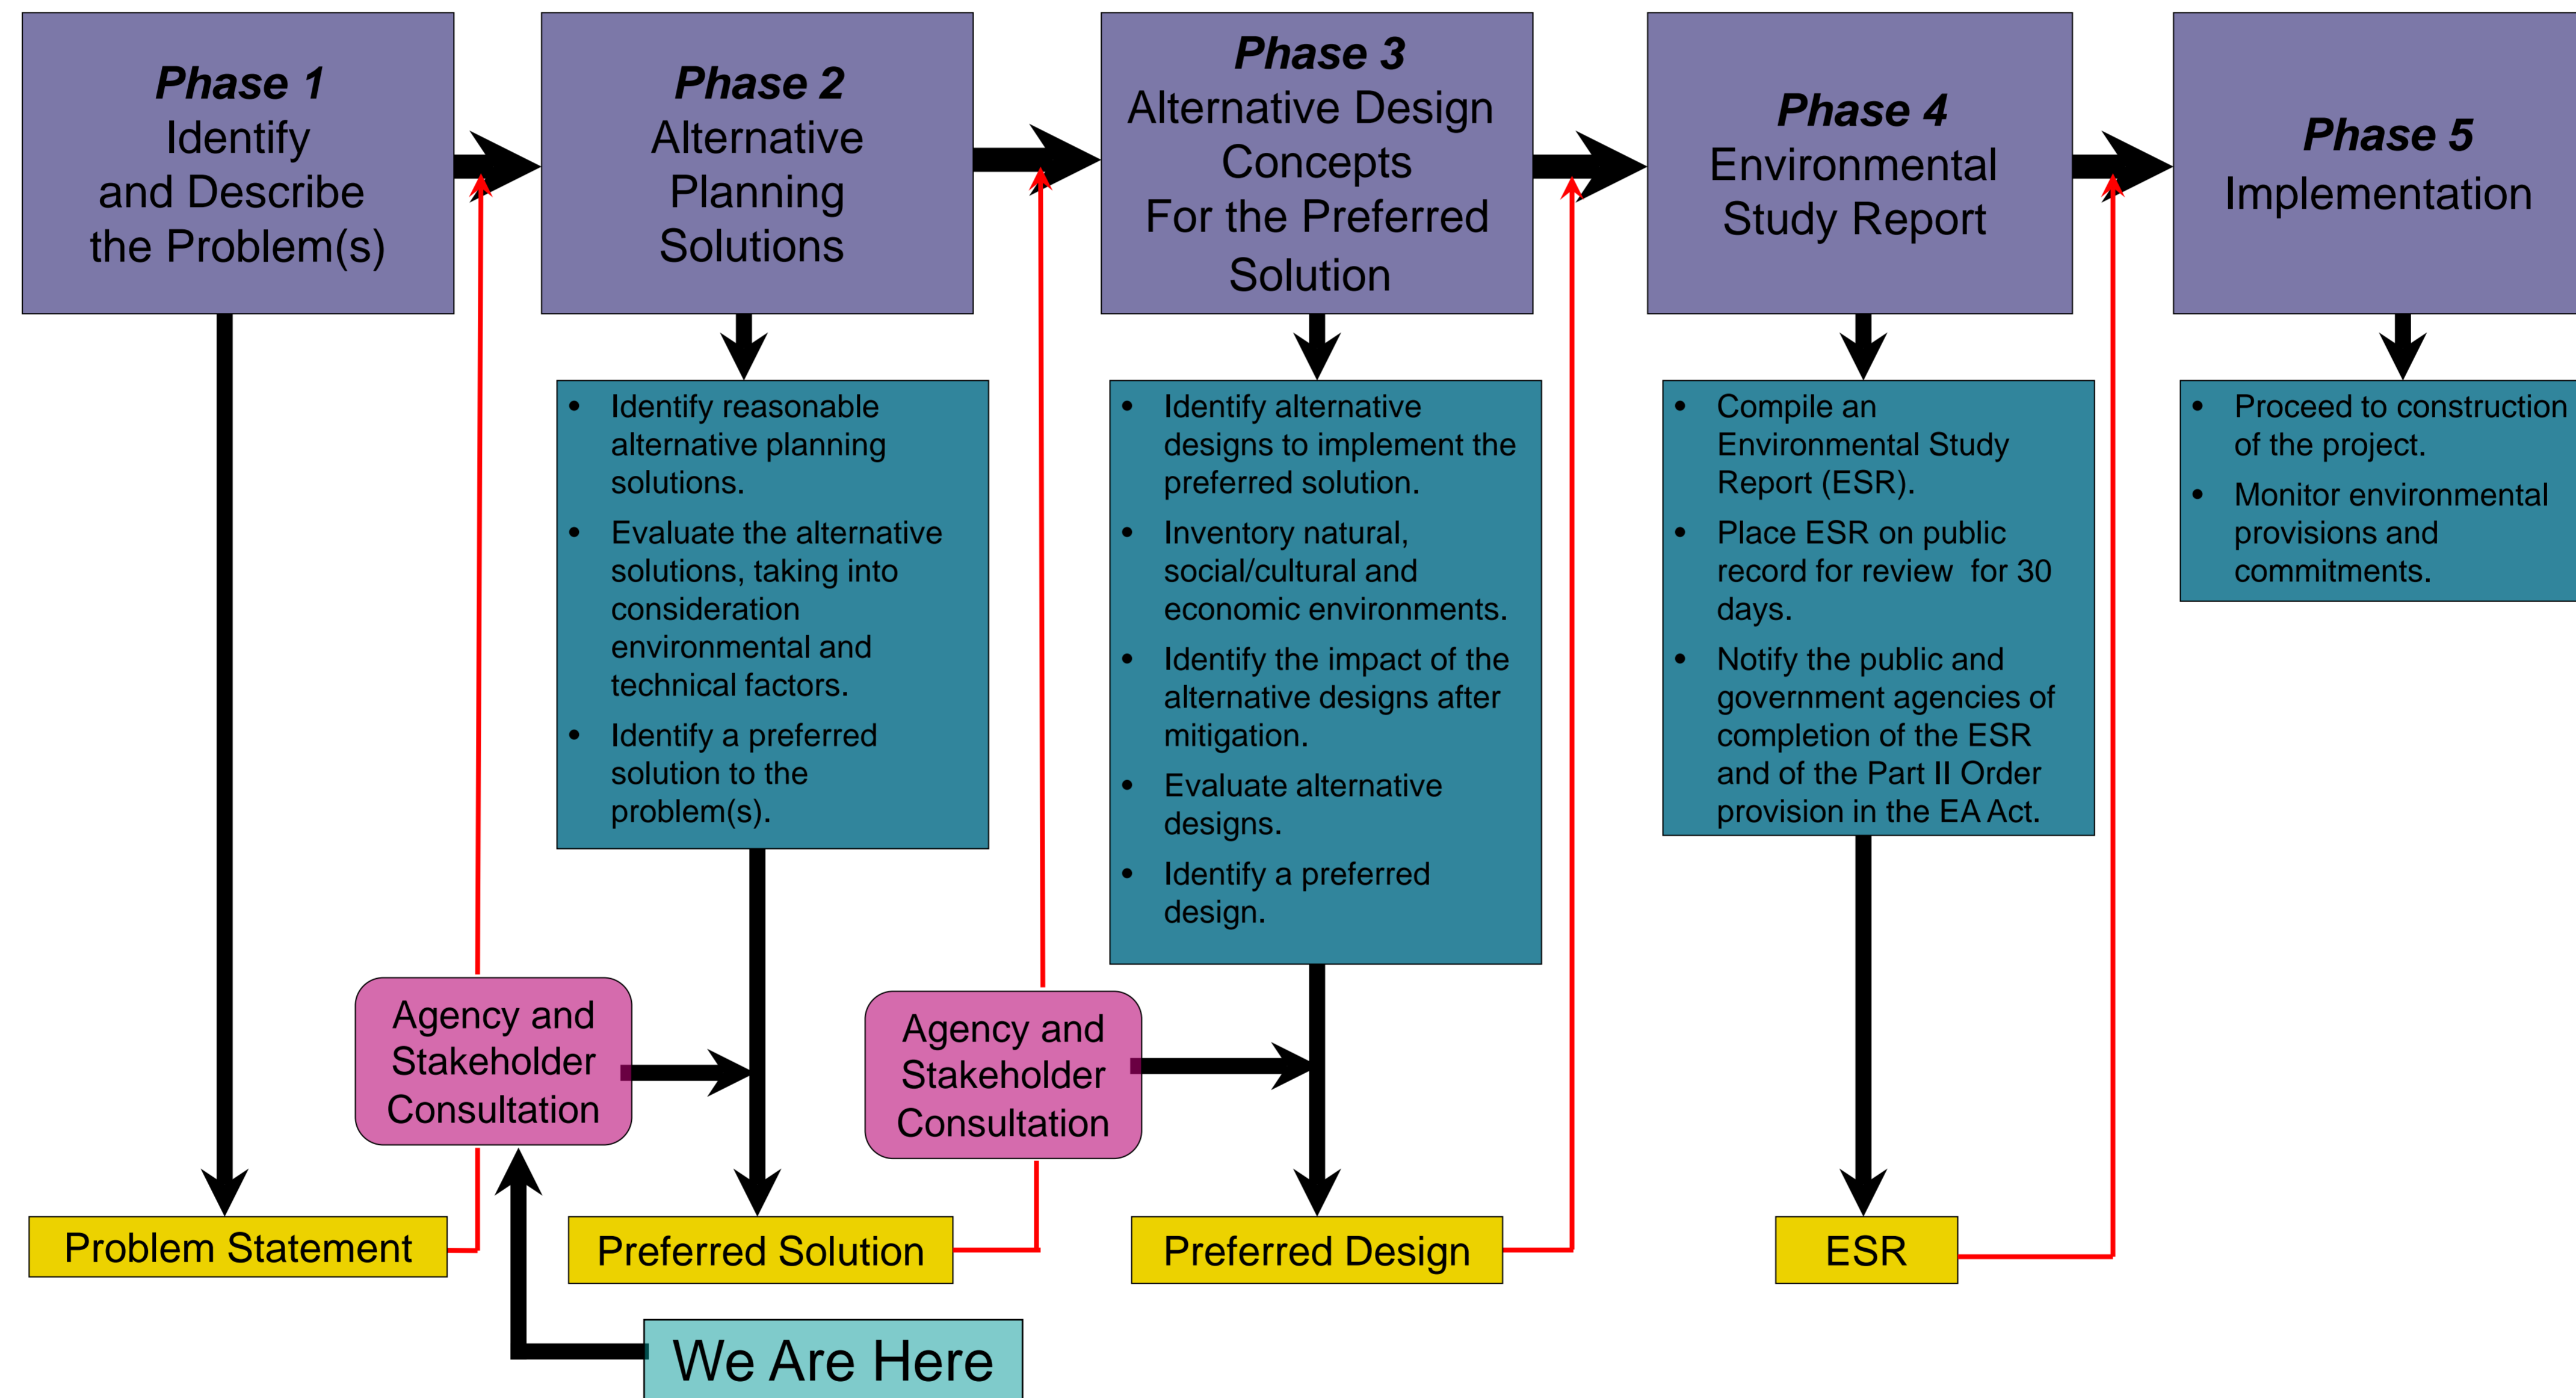 Phase 1
Identify
and Describe
the Problem(s)
Phase 2
Alternative
Planning
Solutions
Phase 3
Alternative Design
Concepts
For the Preferred
Solution
Phase 4
Environmental
Study Report
Phase 5
Implementation
• Identify reasonable
alternative planning
solutions.
• Evaluate the alternative
solutions, taking into
consideration
environmental and
technical factors.
• Identify a preferred
solution to the
problem(s).
• Identify alternative
designs to implement the
preferred solution.
• Inventory natural,
social/cultural and
economic environments.
• Identify the impact of the
alternative designs after
mitigation.
• Evaluate alternative
designs.
• Identify a preferred
design.
• Compile an
Environmental Study
Report (ESR).
• Place ESR on public
record for review  for 30
days.
• Notify the public and
government agencies of
completion of the ESR
and of the Part II Order
provision in the EA Act.
• Proceed to construction
of the project.
• Monitor environmental
provisions and
commitments.
Agency and
Stakeholder
Consultation
Agency and
Stakeholder
Consultation
Problem Statement
Preferred Solution
Preferred Design
ESR
We Are Here